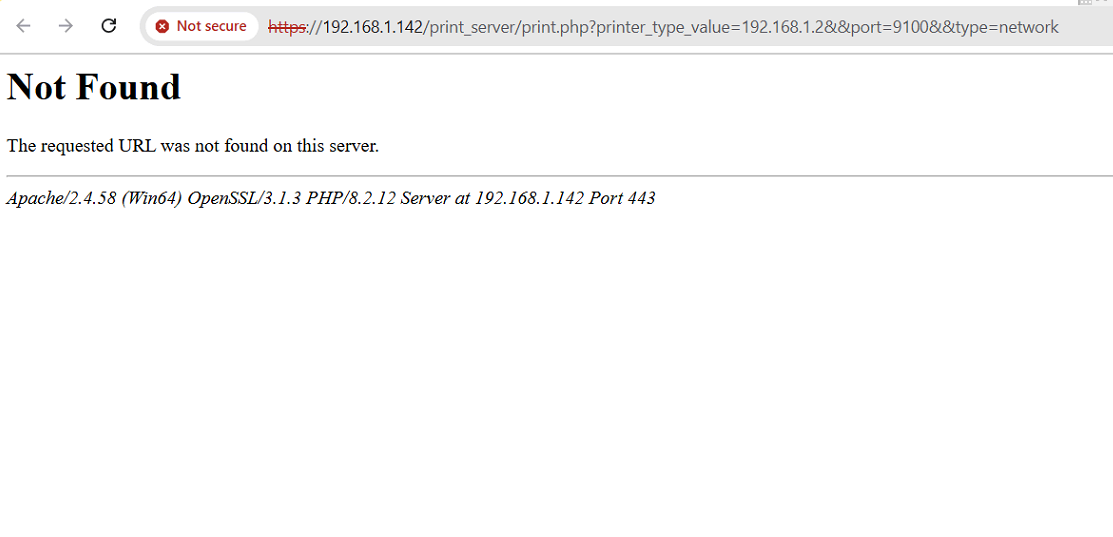 Not secure https://192.168.1.142/print_server/print.php?printer_type_value=192.168.1.2&&port=9100&&type=network
Not Found
The requested URL was not found on this server.
Apache/2.4.58 (Win64) OpenSSL/3.1.3 PHP/8.2.12 Server at 192.168.1.142 Port 443